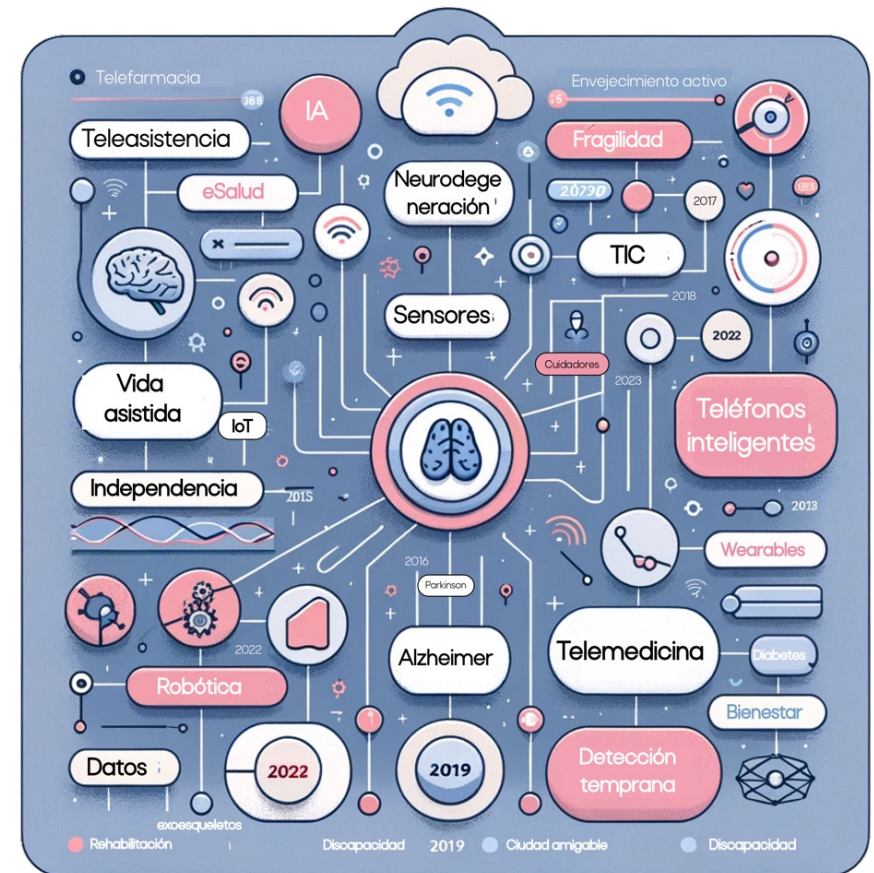 Telefarmacia
Envejecimiento activo
IA
Teleasistencia
Fragilidad
eSalud
Neurodege
neración
2017
TIC
2018
Sensores
2022
Cuidadores
2023
Vida
asistida
Teléfonos
inteligentes
IoT
Independencia
2015
2023
Wearables
2016
Parkinson
2022
Alzheimer
Telemedicina
Diabetes
Robótica
Bienestar
Datos
2022
2019
Detección
temprana
exoesqueletos
Rehabilitación
Discapacidad
2019
Ciudad amigable
Discapacidad